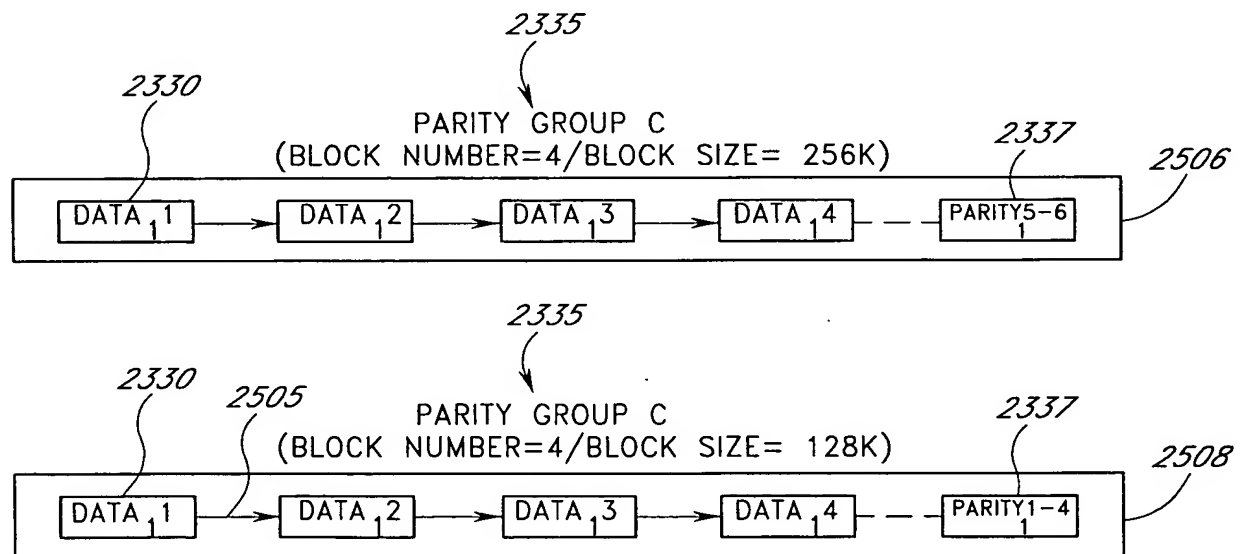 2335
2330
PARITY GROUP C
2337
(BLOCK NUMBER=4/BLOCK SIZE= 256K)
2506
DATA 1 1
DATA 1 2
DATA 1 3
DATA 1 4
PARITY5-6
1
2335
2330
2505
PARITY GROUP C
2337
(BLOCK NUMBER=4/BLOCK SIZE= 128K)
2508
DATA 1 1
DATA 1 2
DATA 1 3
DATA 1 4
PARITY1-4
1